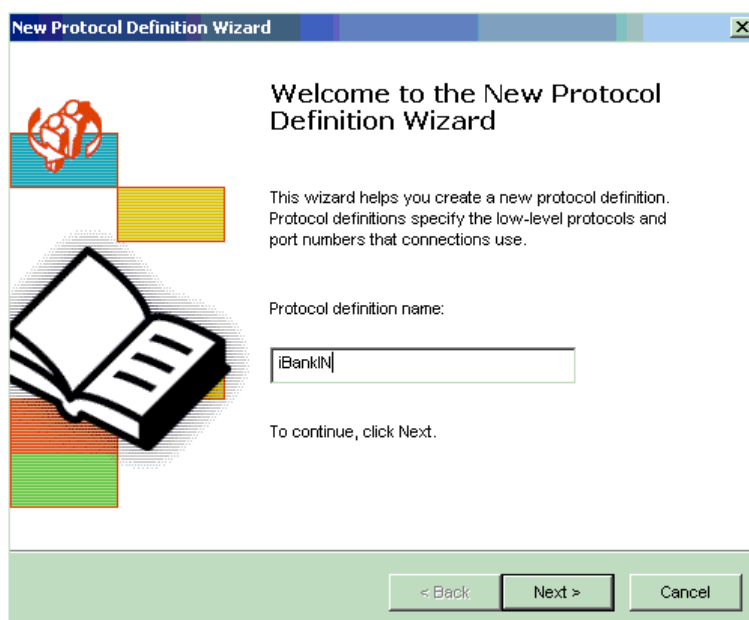 New Protocol Definition Wizard
Welcome to the New Protocol
Definition Wizard
This wizard helps you create a new protocol definition.
Protocol definitions specify the low-level protocols and
port numbers that connections use.
Protocol definition name:
iBankIN
To continue, click Next.
< Back
Next >
Cancel